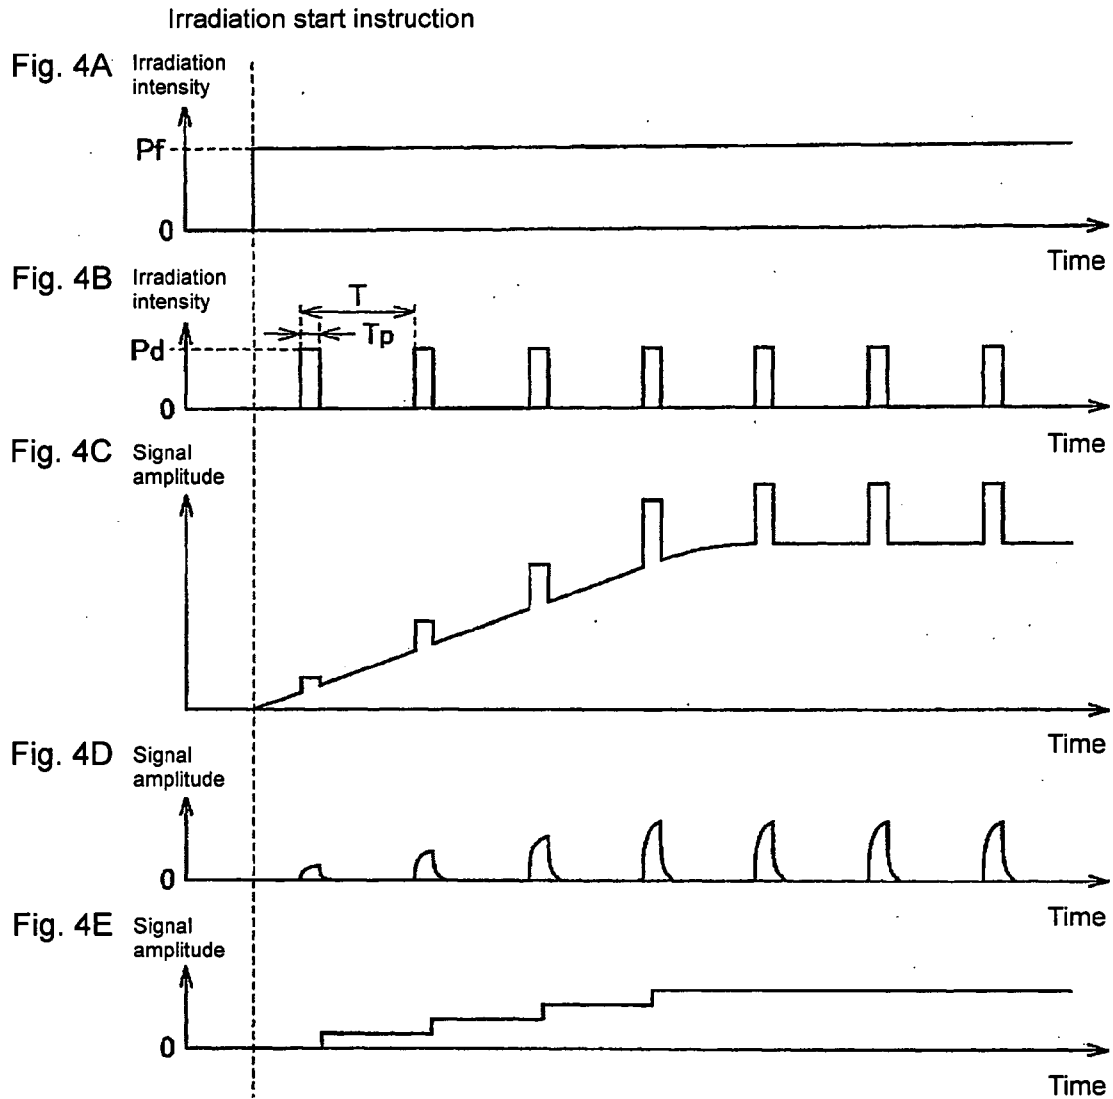 Irradiation start instruction
Fig. 4A Irradiation
intensity
Pf
0
Time
Fig. 4B Irradiation
intensity
T
Tp
Pd
0
Time
Fig. 4C Signal
amplitude
Time
Fig. 4D Signal
amplitude
0
Time
Fig. 4E Signal
amplitude
0
Time